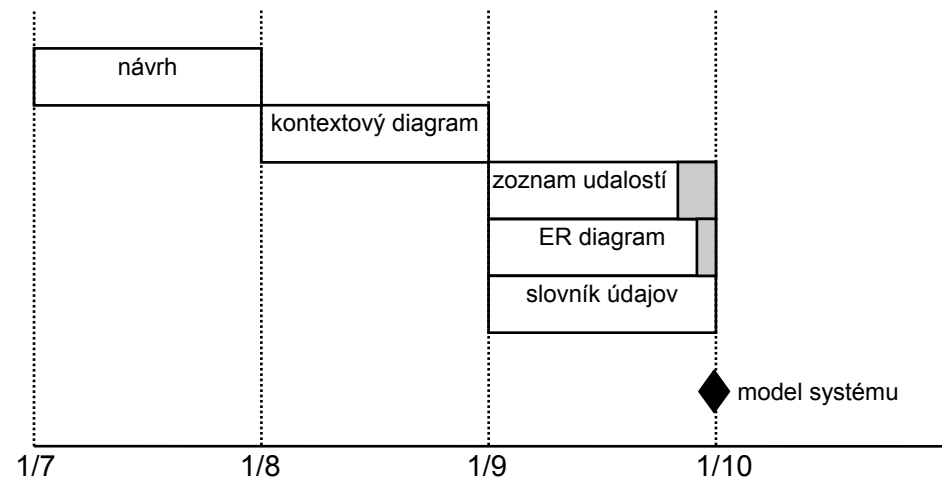 návrh
kontextový diagram
zoznam udalostí
ER diagram
slovník údajov
model systému
1/7
1/8
1/9
1/10